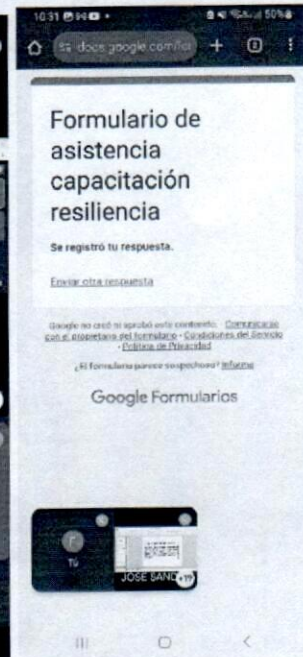 10:31
50%
docs.google.com/for
Formulario de
asistencia
capacitación
resiliencia
Se registró tu respuesta.
Enviar otra respuesta
Google no creó ni aprobó este contenido. - Comunicarse
con el propietario del formulario - Condiciones del Servicio
- Política de Privacidad
¿El formulario parece sospechoso? Informe
Google Formularios
Tú
JOSE SAND
+19